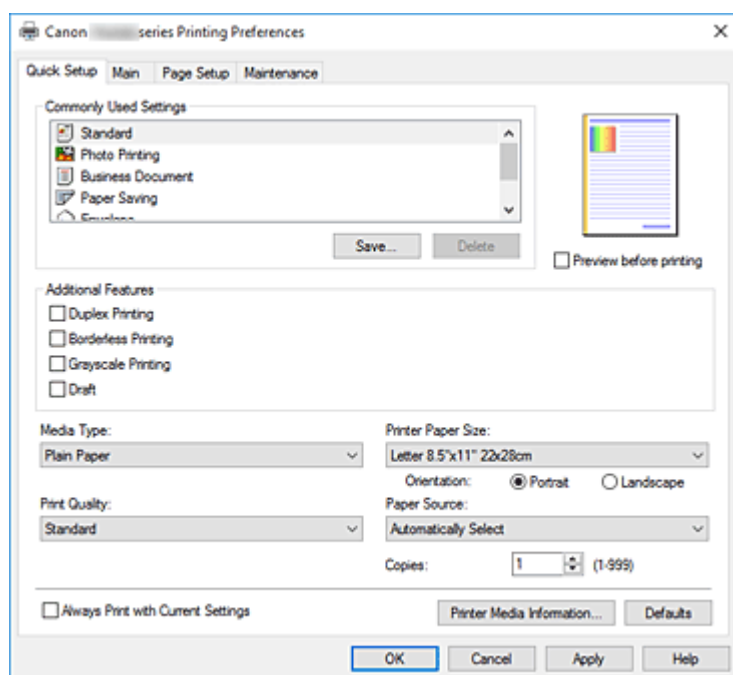 Canon series Printing Preferences
Quick Setup Main Page Setup Maintenance
Commonly Used Settings
Standard
Photo Printing
Business Document
Paper Saving
Save... Delete
Preview before printing
Additional Features
Duplex Printing
Borderless Printing
Grayscale Printing
Draft
Media Type: Printer Paper Size:
Plain Paper Letter 8.5"x11" 22x28cm
Orientation: Portrait Landscape
Print Quality: Paper Source:
Standard Automatically Select
Copies: 1 (1-999)
Always Print with Current Settings Printer Media Information... Defaults
OK Cancel Apply Help